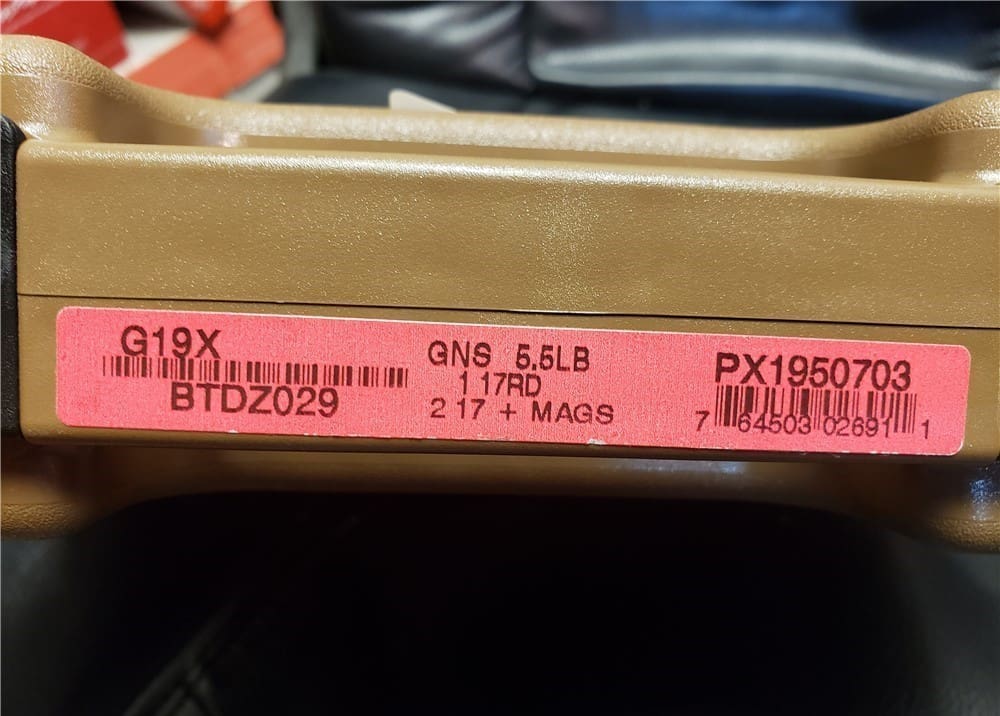 G19X
BTDZ029
GNS 5.5LB
1 17RD
2 17 + MAGS
PX1950703
7 64503 02691 1